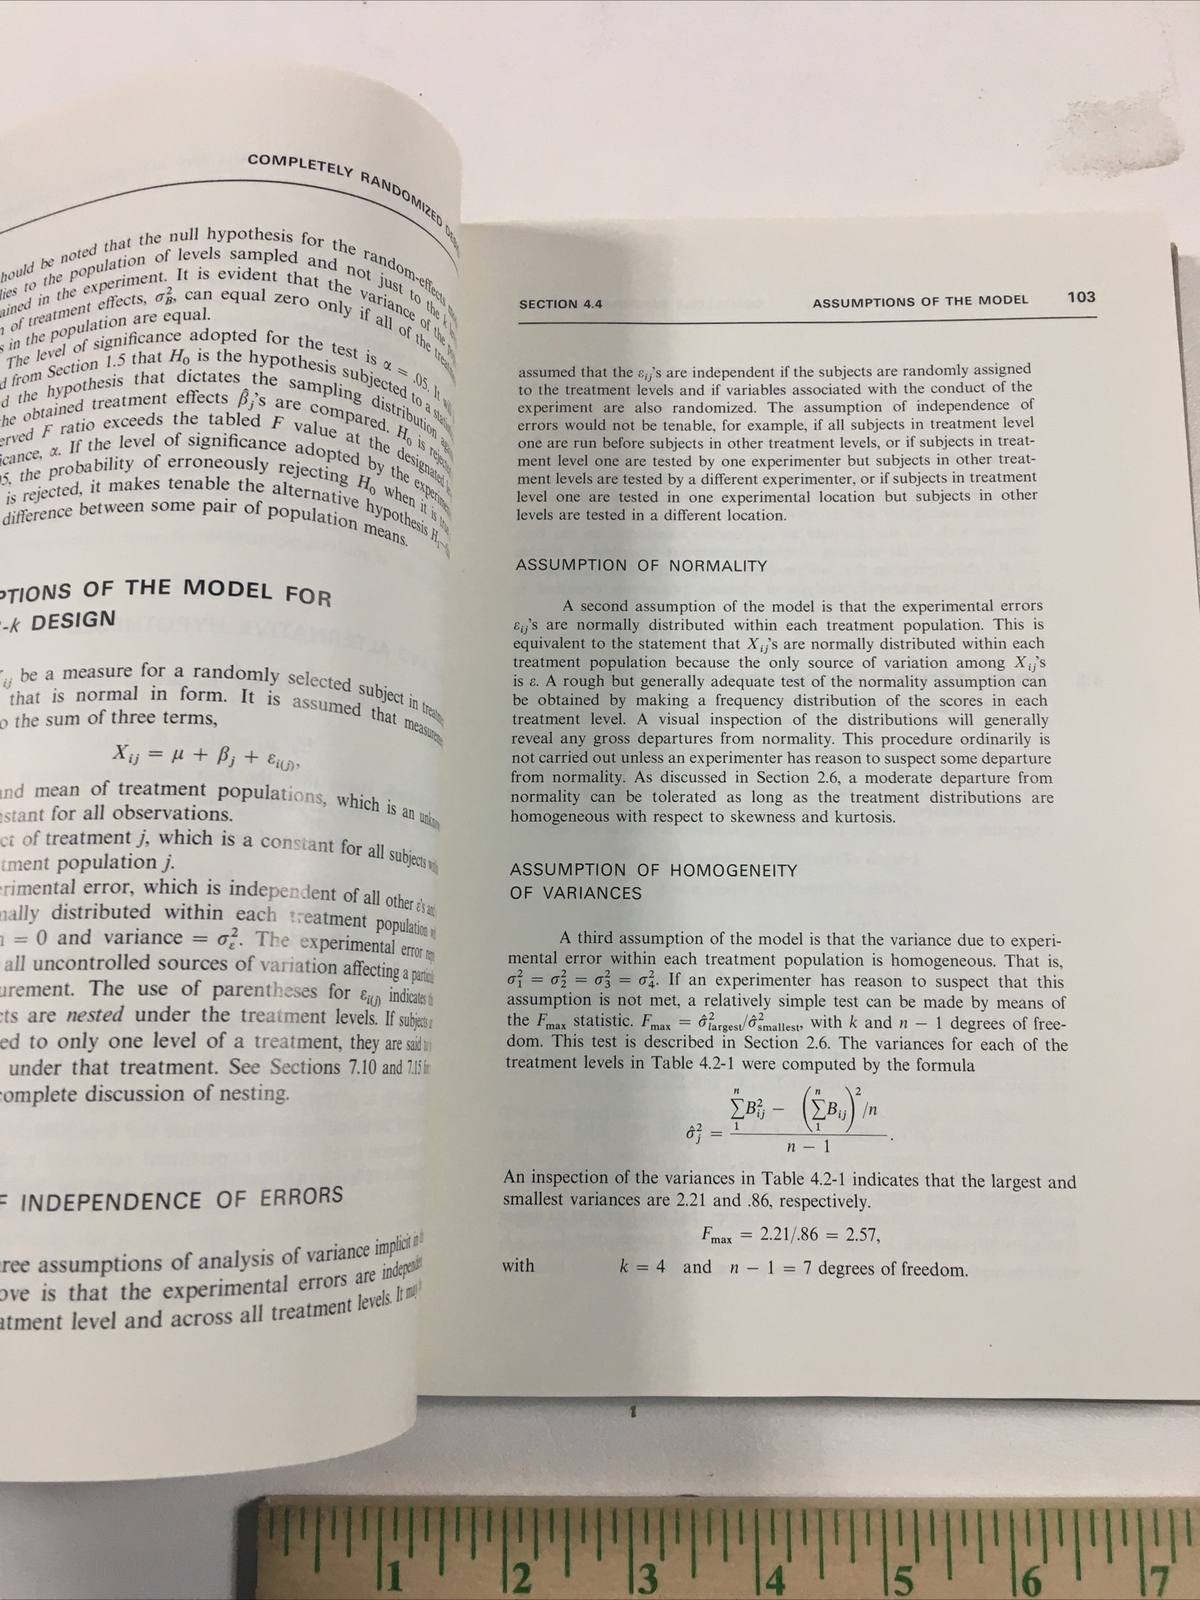 COMPLETELY RANDOMIZED
hould be noted that the null hypothesis for the random-effects
lies to the population of levels sampled and not just to the k
ained in the experiment. It is evident that the variance of the
of treatment effects, σ²β, can equal zero only if all of the
s in the population are equal.
The level of significance adopted for the test is α = .05. It
d from Section 1.5 that H₀ is the hypothesis subjected to a
d the hypothesis that dictates the sampling distribution
he obtained treatment effects β̂ⱼ's are compared. H₀ is
erved F ratio exceeds the tabled F value at the designated
icance, α. If the level of significance adopted by the
05, the probability of erroneously rejecting H₀ when it is
is rejected, it makes tenable the alternative hypothesis H₁
difference between some pair of population means.
PTIONS OF THE MODEL FOR
-k DESIGN
ij be a measure for a randomly selected subject in
that is normal in form. It is assumed that
o the sum of three terms,
Xij = μ + βj + εi(j),
nd mean of treatment populations, which is an
nstant for all observations.
ct of treatment j, which is a constant for all subjects
tment population j.
erimental error, which is independent of all other ε's
nally distributed within each treatment population
= 0 and variance = σ²ε. The experimental error
all uncontrolled sources of variation affecting a
urement. The use of parentheses for εi(j) indicates
cts are nested under the treatment levels. If
ed to only one level of a treatment, they are said
under that treatment. See Sections 7.10 and 7.15
complete discussion of nesting.
F INDEPENDENCE OF ERRORS
ree assumptions of analysis of variance implicit in
ove is that the experimental errors are
atment level and across all treatment levels. It
SECTION 4.4 ASSUMPTIONS OF THE MODEL 103
assumed that the εij's are independent if the subjects are randomly assigned
to the treatment levels and if variables associated with the conduct of the
experiment are also randomized. The assumption of independence of
errors would not be tenable, for example, if all subjects in treatment level
one are run before subjects in other treatment levels, or if subjects in treat-
ment level one are tested by one experimenter but subjects in other treat-
ment levels are tested by a different experimenter, or if subjects in treatment
level one are tested in one experimental location but subjects in other
levels are tested in a different location.
ASSUMPTION OF NORMALITY
A second assumption of the model is that the experimental errors
εij's are normally distributed within each treatment population. This is
equivalent to the statement that Xij's are normally distributed within each
treatment population because the only source of variation among Xij's
is ε. A rough but generally adequate test of the normality assumption can
be obtained by making a frequency distribution of the scores in each
treatment level. A visual inspection of the distributions will generally
reveal any gross departures from normality. This procedure ordinarily is
not carried out unless an experimenter has reason to suspect some departure
from normality. As discussed in Section 2.6, a moderate departure from
normality can be tolerated as long as the treatment distributions are
homogeneous with respect to skewness and kurtosis.
ASSUMPTION OF HOMOGENEITY
OF VARIANCES
A third assumption of the model is that the variance due to experi-
mental error within each treatment population is homogeneous. That is,
σ²₁ = σ²₂ = σ²₃ = σ²₄. If an experimenter has reason to suspect that this
assumption is not met, a relatively simple test can be made by means of
the Fmax statistic. Fmax = σ̂²largest/σ̂²smallest, with k and n − 1 degrees of free-
dom. This test is described in Section 2.6. The variances for each of the
treatment levels in Table 4.2-1 were computed by the formula
σ̂²j = (∑₁ⁿ B²ij − (∑₁ⁿ Bij)²/n) / (n − 1).
An inspection of the variances in Table 4.2-1 indicates that the largest and
smallest variances are 2.21 and .86, respectively.
Fmax = 2.21/.86 = 2.57,
with k = 4 and n − 1 = 7 degrees of freedom.
1 2 3 4 5 6 7